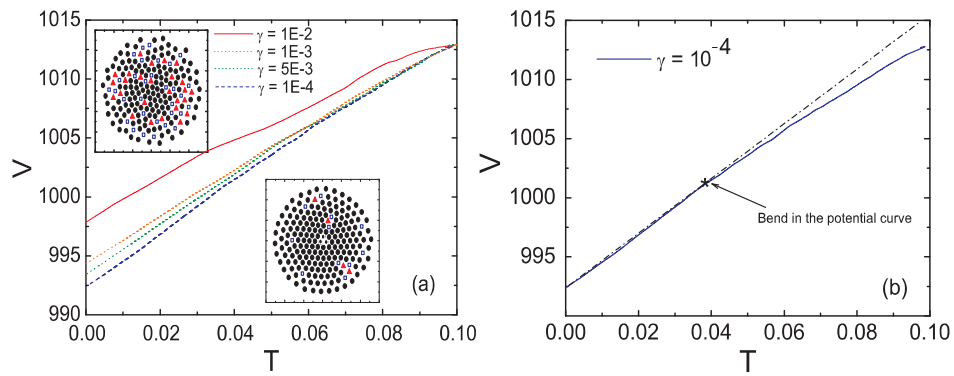 1015
1010
1005
1000
995
990
V
0.00 0.02 0.04 0.06 0.08 0.10
T
γ = 1E-2
γ = 1E-3
γ = 5E-3
γ = 1E-4
(a)
1015
1010
1005
1000
995
V
0.00 0.02 0.04 0.06 0.08 0.10
T
γ = 10⁻⁴
Bend in the potential curve
(b)